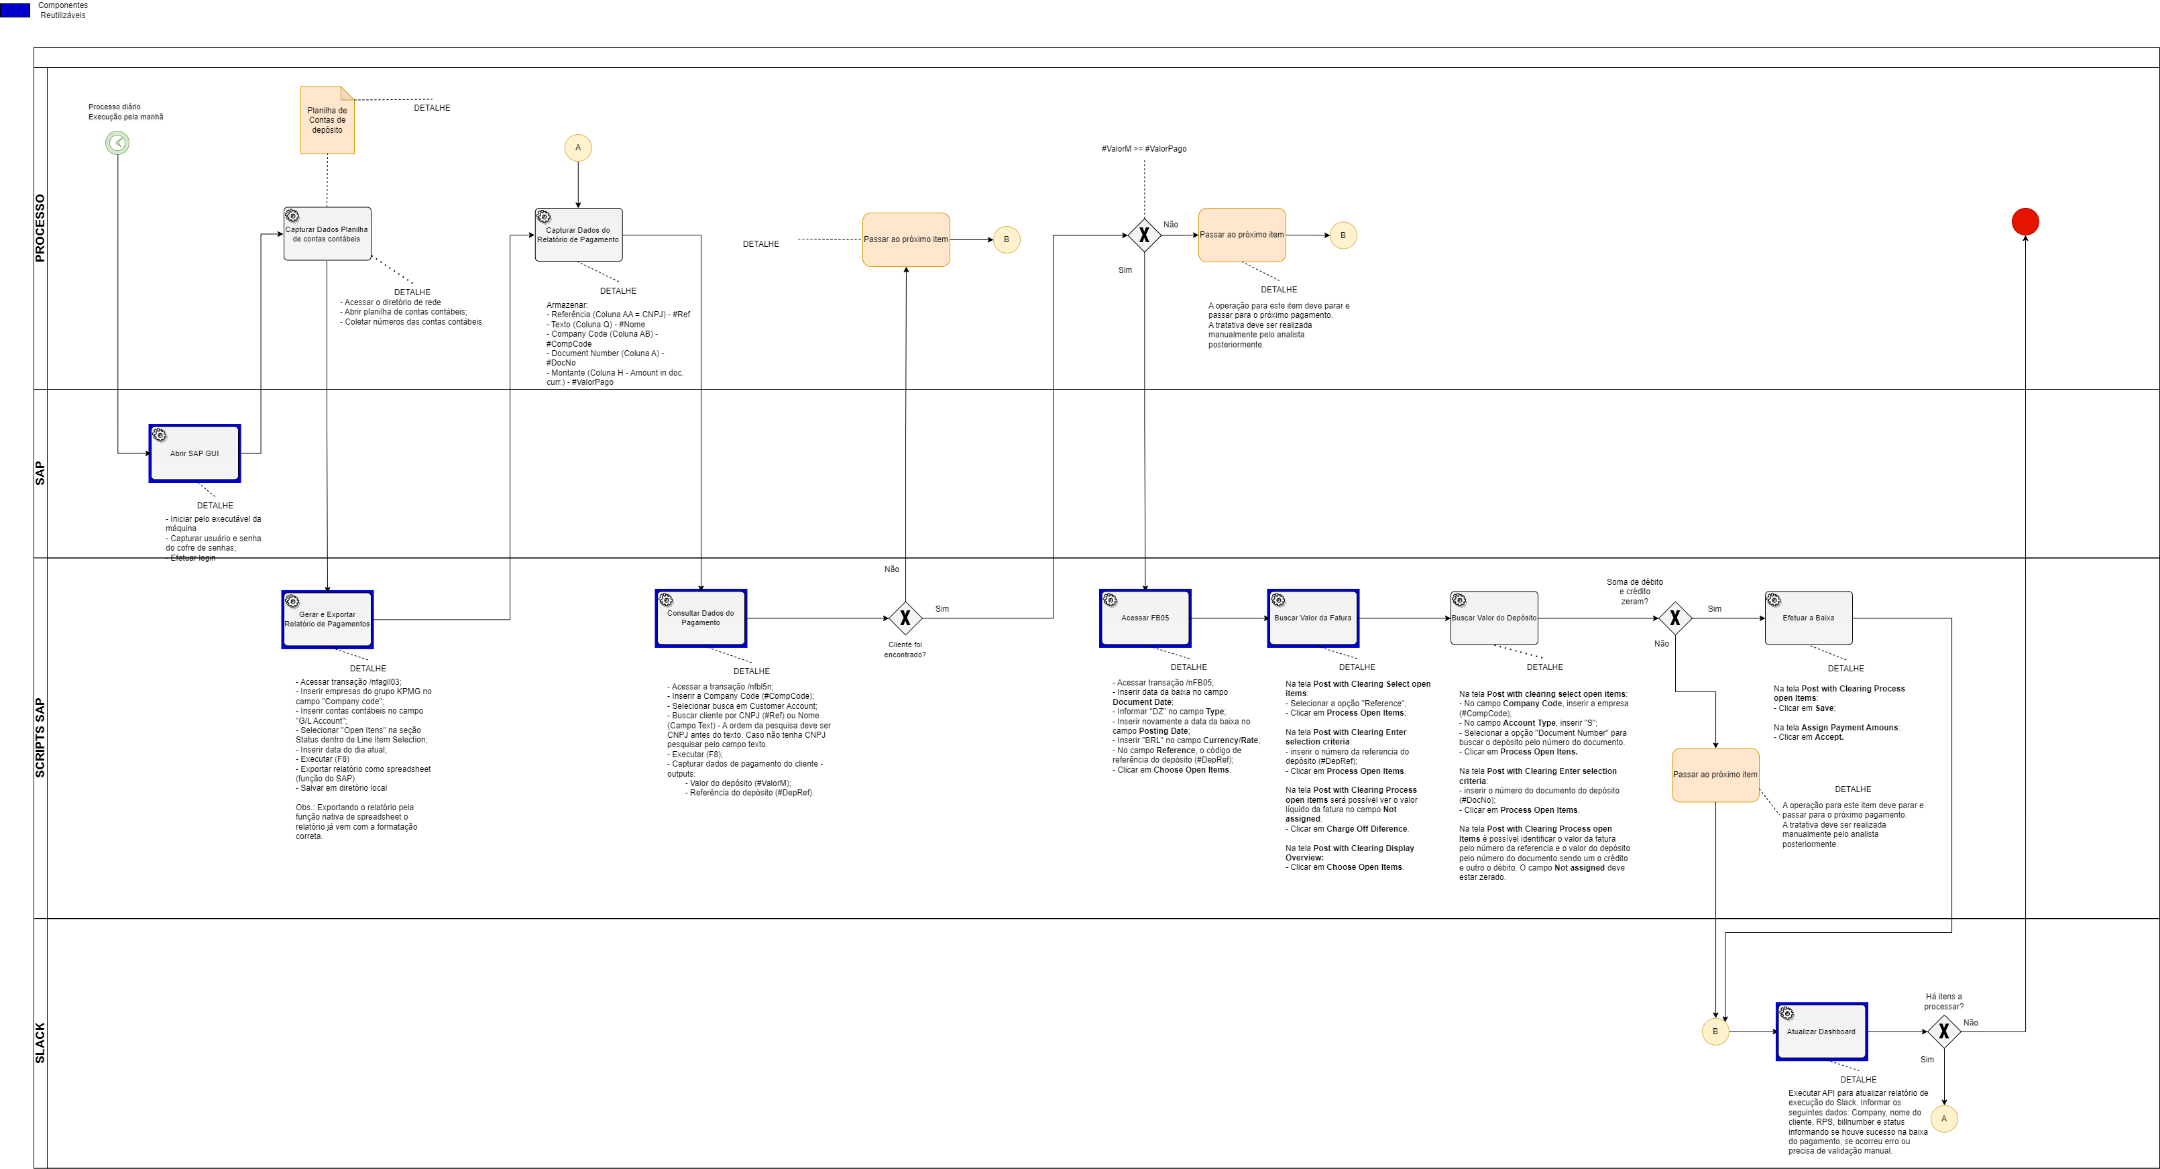 Componentes
Reutilizáveis
PROCESSO
Processo diário
Execução pela manhã
Planilha de
Contas de
depósito
DETALHE
Capturar Dados Planilha
de contas contábeis
DETALHE
- Acessar o diretório de rede
- Abrir planilha de contas contábeis;
- Coletar números das contas contábeis.
A
Capturar Dados do
Relatório de Pagamento
DETALHE
Armazenar:
- Referência (Coluna AA = CNPJ) - #Ref
- Texto (Coluna Q) - #Nome
- Company Code (Coluna AB) -
#CompCode
- Document Number (Coluna A) -
#DocNo
- Montante (Coluna H - Amount in doc.
curr.) - #ValorPago
DETALHE
Passar ao próximo item
B
#ValorM >= #ValorPago
X
Não
Sim
Passar ao próximo item
B
DETALHE
A operação para este item deve parar e
passar para o próximo pagamento.
A tratativa deve ser realizada
manualmente pelo analista
posteriormente.
SAP
Abrir SAP GUI
DETALHE
- Iniciar pelo executável da
máquina
- Capturar usuário e senha
do cofre de senhas;
- Efetuar login
SCRIPTS SAP
Gerar e Exportar
Relatório de Pagamentos
DETALHE
- Acessar transação /nfagll03;
- Inserir empresas do grupo KPMG no
campo "Company code";
- Inserir contas contábeis no campo
"G/L Account";
- Selecionar "Open Itens" na seção
Status dentro de Line Item Selection;
- Inserir data do dia atual;
- Executar (F8)
- Exportar relatório como spreadsheet
(função do SAP).
- Salvar em diretório local
Obs.: Exportando o relatório pela
função nativa de spreadsheet o
relatório já vem com a formatação
correta.
Consultar Dados do
Pagamento
DETALHE
- Acessar a transação /nfbl5n;
- Inserir a Company Code (#CompCode);
- Selecionar busca em Customer Account;
- Buscar cliente por CNPJ (#Ref) ou Nome
(Campo Text) - A ordem da pesquisa deve ser
CNPJ antes do texto. Caso não tenha CNPJ
pesquisar pelo campo texto.
- Executar (F8);
- Capturar dados de pagamento do cliente -
outputs:
- Valor do depósito (#ValorM);
- Referência do depósito (#DepRef).
Não
X
Sim
Cliente foi
encontrado?
Acessar FB05
DETALHE
- Acessar transação /nFB05;
- Inserir data da baixa no campo
Document Date;
- Informar "DZ" no campo Type;
- Inserir novamente a data da baixa no
campo Posting Date;
- Inserir "BRL" no campo Currency/Rate;
- No campo Reference, o código de
referência do depósito (#DepRef);
- Clicar em Choose Open Items.
Buscar Valor da Fatura
DETALHE
Na tela Post with Clearing Select open
items:
- Selecionar a opção "Reference";
- Clicar em Process Open Items;
Na tela Post with Clearing Enter
selection criteria:
- inserir o número da referencia do
depósito (#DepRef);
- Clicar em Process Open Items.
Na tela Post with Clearing Process
open items será possível ver o valor
líquido da fatura no campo Not
assigned.
- Clicar em Charge Off Diference.
Na tela Post with Clearing Display
Overview:
- Clicar em Choose Open Items.
Buscar Valor do Depósito
DETALHE
Na tela Post with clearing select open items:
- No campo Company Code, inserir a empresa
(#CompCode);
- No campo Account Type, inserir "S";
- Selecionar a opção "Document Number" para
buscar o depósito pelo número do documento.
- Clicar em Process Open Itens.
Na tela Post with Clearing Enter selection
criteria:
- inserir o número do documento do depósito
(#DocNo);
- Clicar em Process Open Items.
Na tela Post with Clearing Process open
Items é possível identificar o valor da fatura
pelo número da referencia e o valor do depósito
pelo número do documento sendo um o crédito
e outro o débito. O campo Not assigned deve
estar zerado.
Soma de débito
e crédito
zeram?
X
Sim
Não
Efetuar a Baixa
DETALHE
Na tela Post with Clearing Process
open Items:
- Clicar em Save;
Na tela Assign Payment Amouns:
- Clicar em Accept.
Passar ao próximo item
DETALHE
A operação para este item deve parar e
passar para o próximo pagamento.
A tratativa deve ser realizada
manualmente pelo analista
posteriormente.
SLACK
B
Atualizar Dashboard
DETALHE
Executar API para atualizar relatório de
execução do Slack. Informar os
seguintes dados: Company, nome do
cliente, RPS, billnumber e status
informando se houve sucesso na baixa
do pagamento, se ocorreu erro ou
precisa de validação manual.
Há itens a
processar?
X
Não
Sim
A